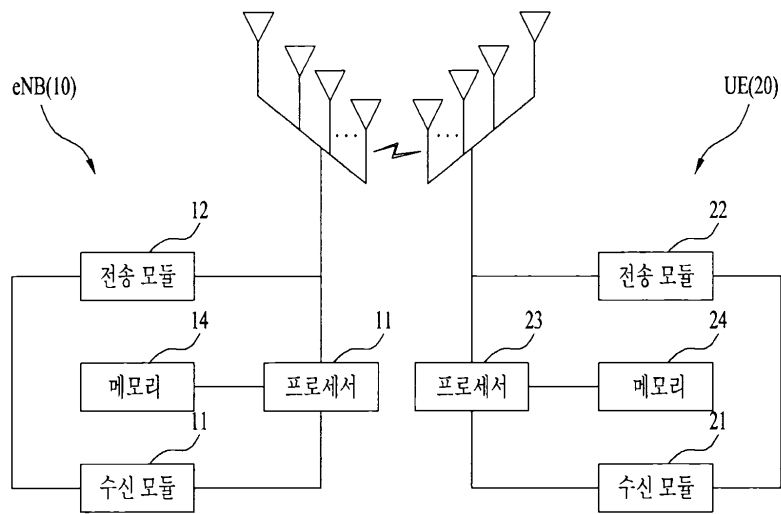 eNB(10)
UE(20)
12
전송 모듈
22
전송 모듈
14
메모리
11
프로세서
23
프로세서
24
메모리
11
수신 모듈
21
수신 모듈